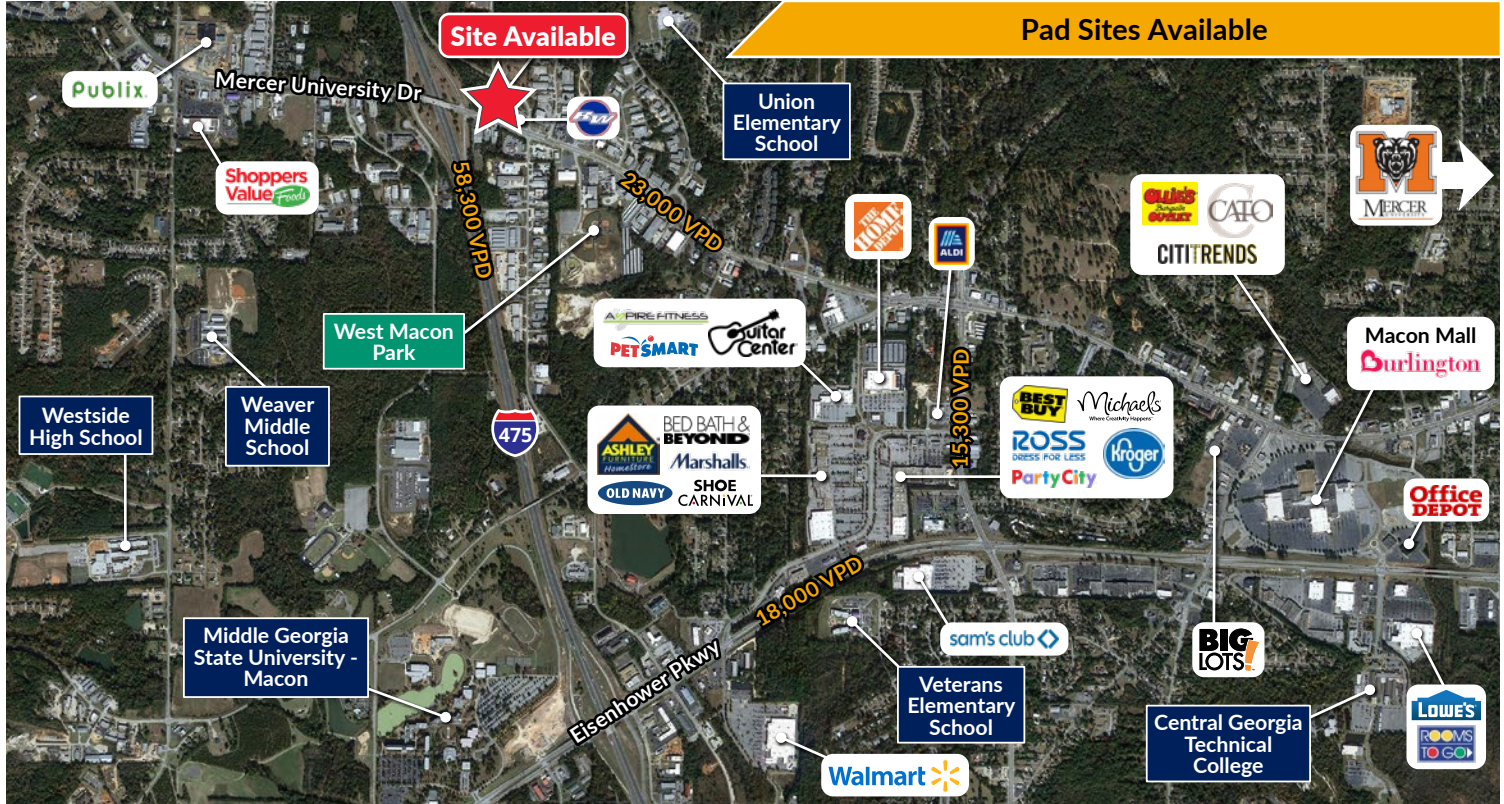 Pad Sites Available
Site Available
Publix
Mercer University Dr
Shoppers
Value
Foods
58,300 VPD
23,000 VPD
Union
Elementary
School
MERCER
UNIVERSITY
THE
HOME
DEPOT
ALDI
OLLIE'S
Bargain
OUTLET
CATO
CITITRENDS
West Macon
Park
ASPIRE FITNESS
PETSMART
Guitar
Center
Macon Mall
Burlington
15,300 VPD
Westside
High School
Weaver
Middle
School
475
ASHLEY
FURNITURE
HomeStore
BED BATH &
BEYOND
Marshalls
OLD NAVY
SHOE
CARNIVAL
BEST
BUY
Michaels
Where Creativity Happens
ROSS
DRESS FOR LESS
Kroger
PartyCity
Office
DEPOT
18,000 VPD
Middle Georgia
State University -
Macon
Eisenhower Pkwy
sam's club
BIG
LOTS!
Veterans
Elementary
School
Walmart
Central Georgia
Technical
College
LOWE'S
ROOMS
TO GO